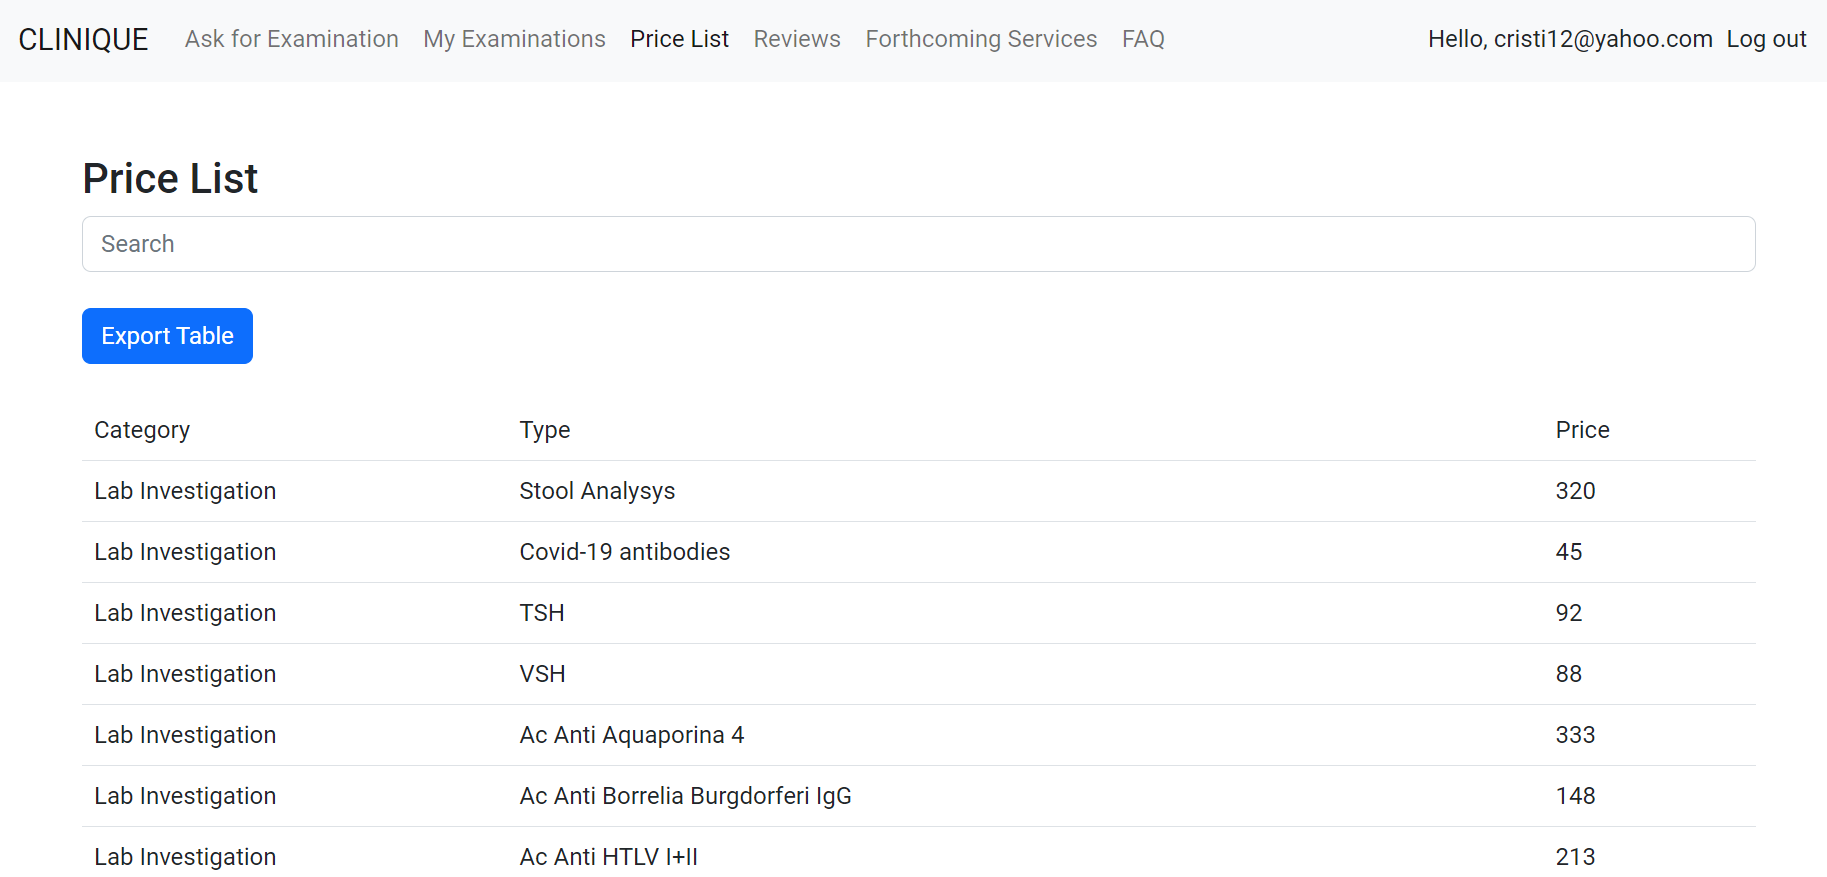 CLINIQUE Ask for Examination My Examinations Price List Reviews Forthcoming Services FAQ Hello, cristi12@yahoo.com Log out
Price List
Search
Export Table
Category Type Price
Lab Investigation Stool Analysys 320
Lab Investigation Covid-19 antibodies 45
Lab Investigation TSH 92
Lab Investigation VSH 88
Lab Investigation Ac Anti Aquaporina 4 333
Lab Investigation Ac Anti Borrelia Burgdorferi IgG 148
Lab Investigation Ac Anti HTLV I+II 213